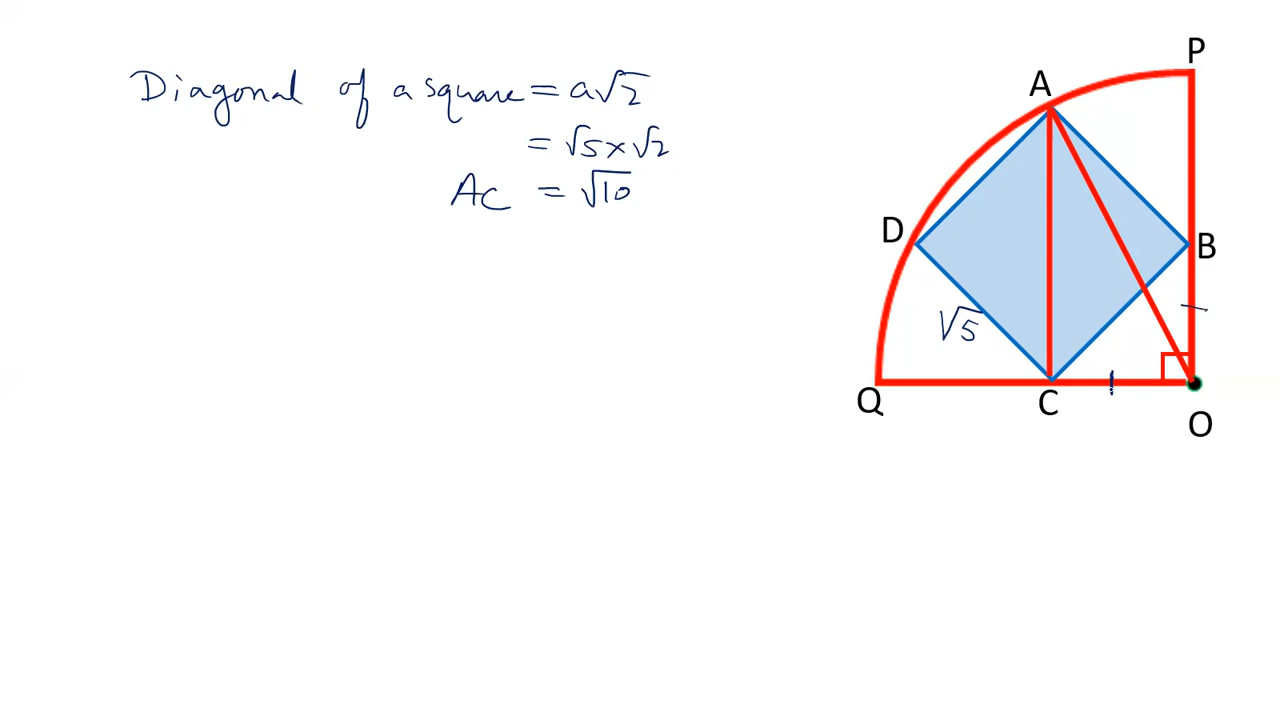 Diagonal of a square = a√2
= √5 × √2
AC = √10
P
A
D
B
√5
Q
C
O